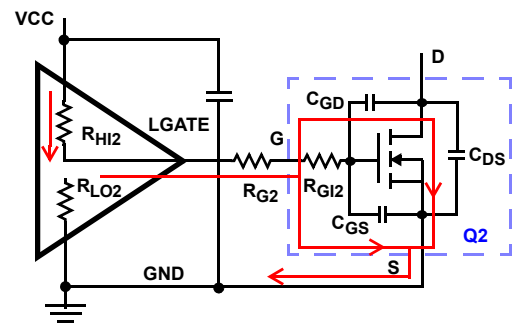 VCC
D
CGD
RHI2
LGATE
G
CDS
RLO2
RG2
RGI2
CGS
Q2
GND
S